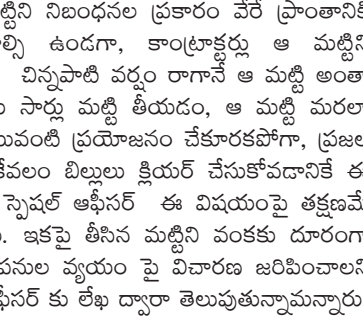 ట్టిని నిబంధనల ప్రకారం వేరే ప్రాంతానికి
ల్సి ఉండగా, కాంట్రాక్టర్లు ఆ మట్టిని
చిన్నపాటి వర్షం రాగానే ఆ మట్టి అంతా
సార్లు మట్టి తీయడం, ఆ మట్టి మరలా
వంటి ప్రయోజనం చేకూరకపోగా, ప్రజల
కేవలం బిల్లులు క్లియర్ చేసుకోవడానికే ఈ
స్పెషల్ ఆఫీసర్ ఈ విషయంపై తక్షణమే
. ఇకపై తీసిన మట్టిని వంకకు దూరంగా
పనుల వ్యయం పై విచారణ జరిపించాలని
ఫీసర్ కు లేఖ ద్వారా తెలుపుతున్నామన్నారు